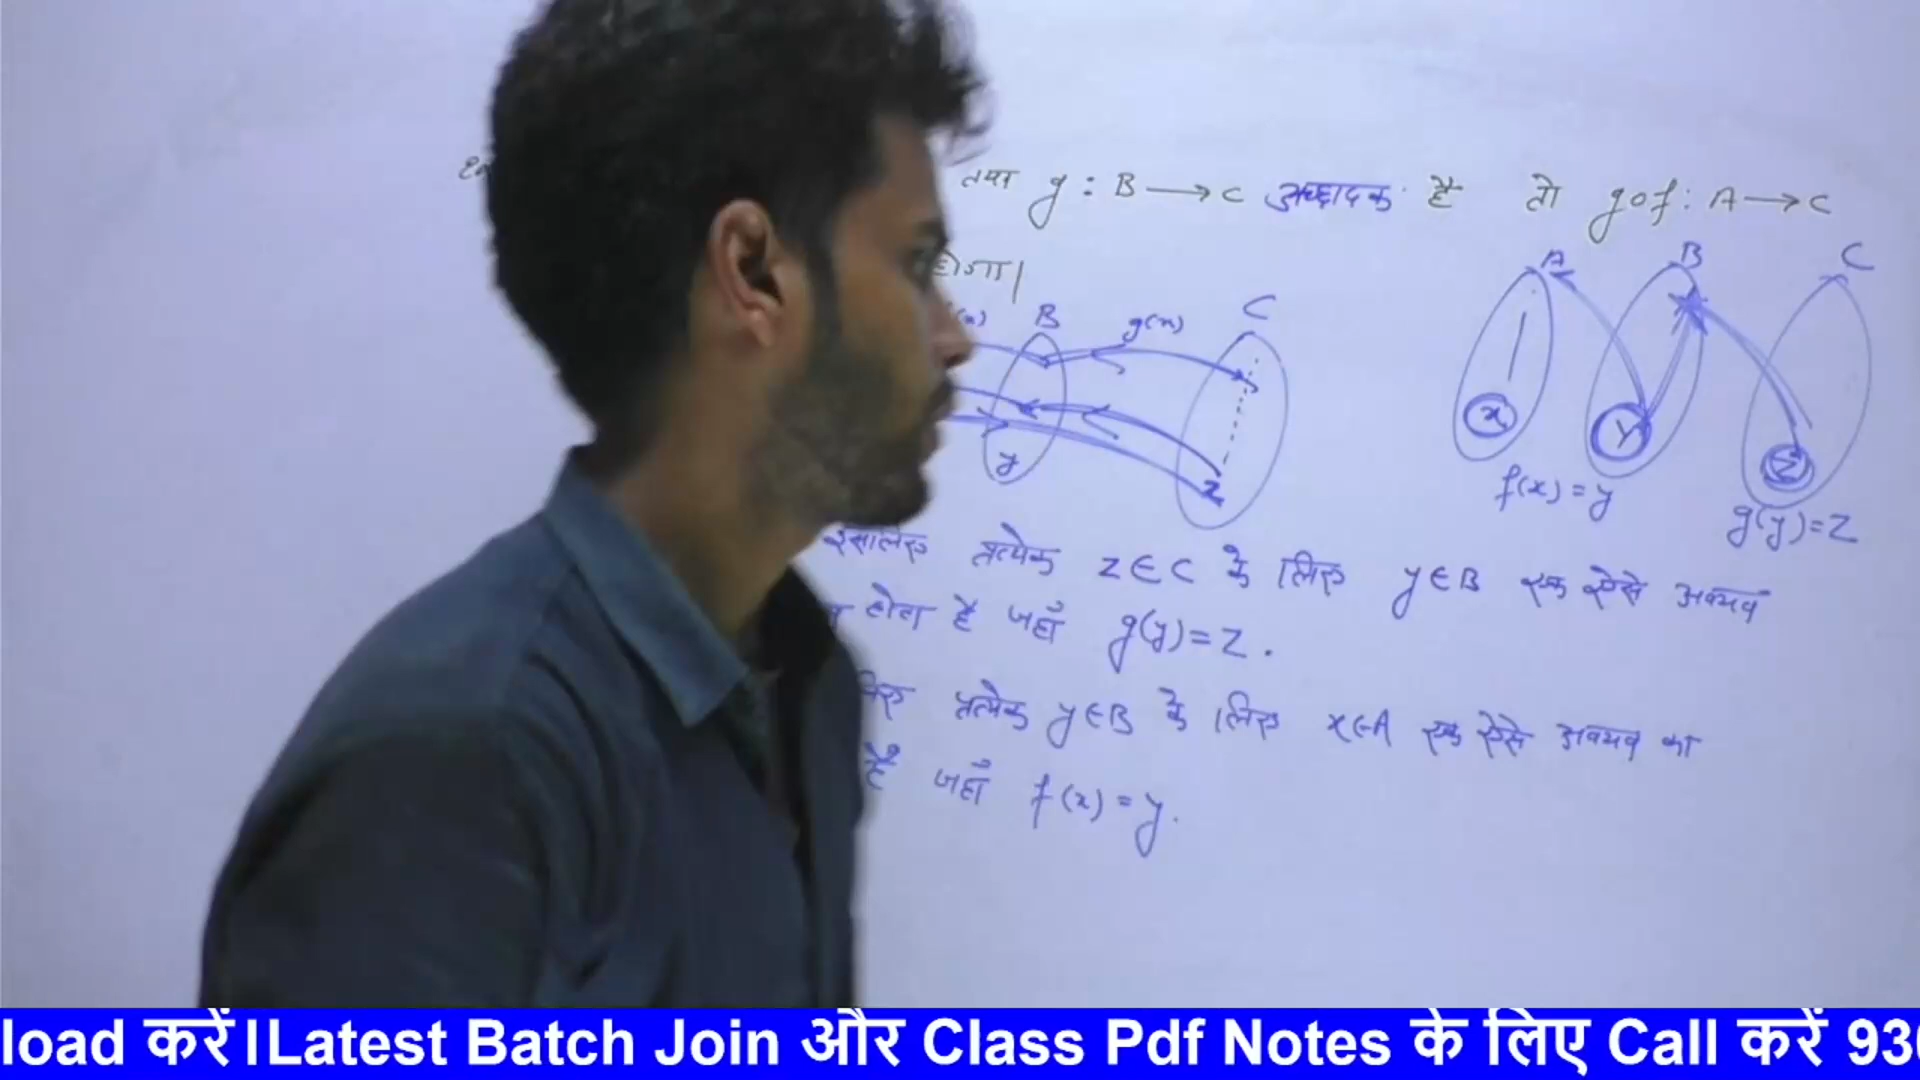 तथा g : B → C आच्छादक है तो gof : A → C
होगा।
A B C
B g(x) C
x y z
y z
f(x) = y
g(y) = z
इसलिए प्रत्येक z ∈ C के लिए y ∈ B एक ऐसे अवयव
होता है जहाँ g(y) = z .
प्रत्येक y ∈ B के लिए x ∈ A एक ऐसे अवयव का
है जहाँ f(x) = y .
load करें।Latest Batch Join और Class Pdf Notes के लिए Call करें 93